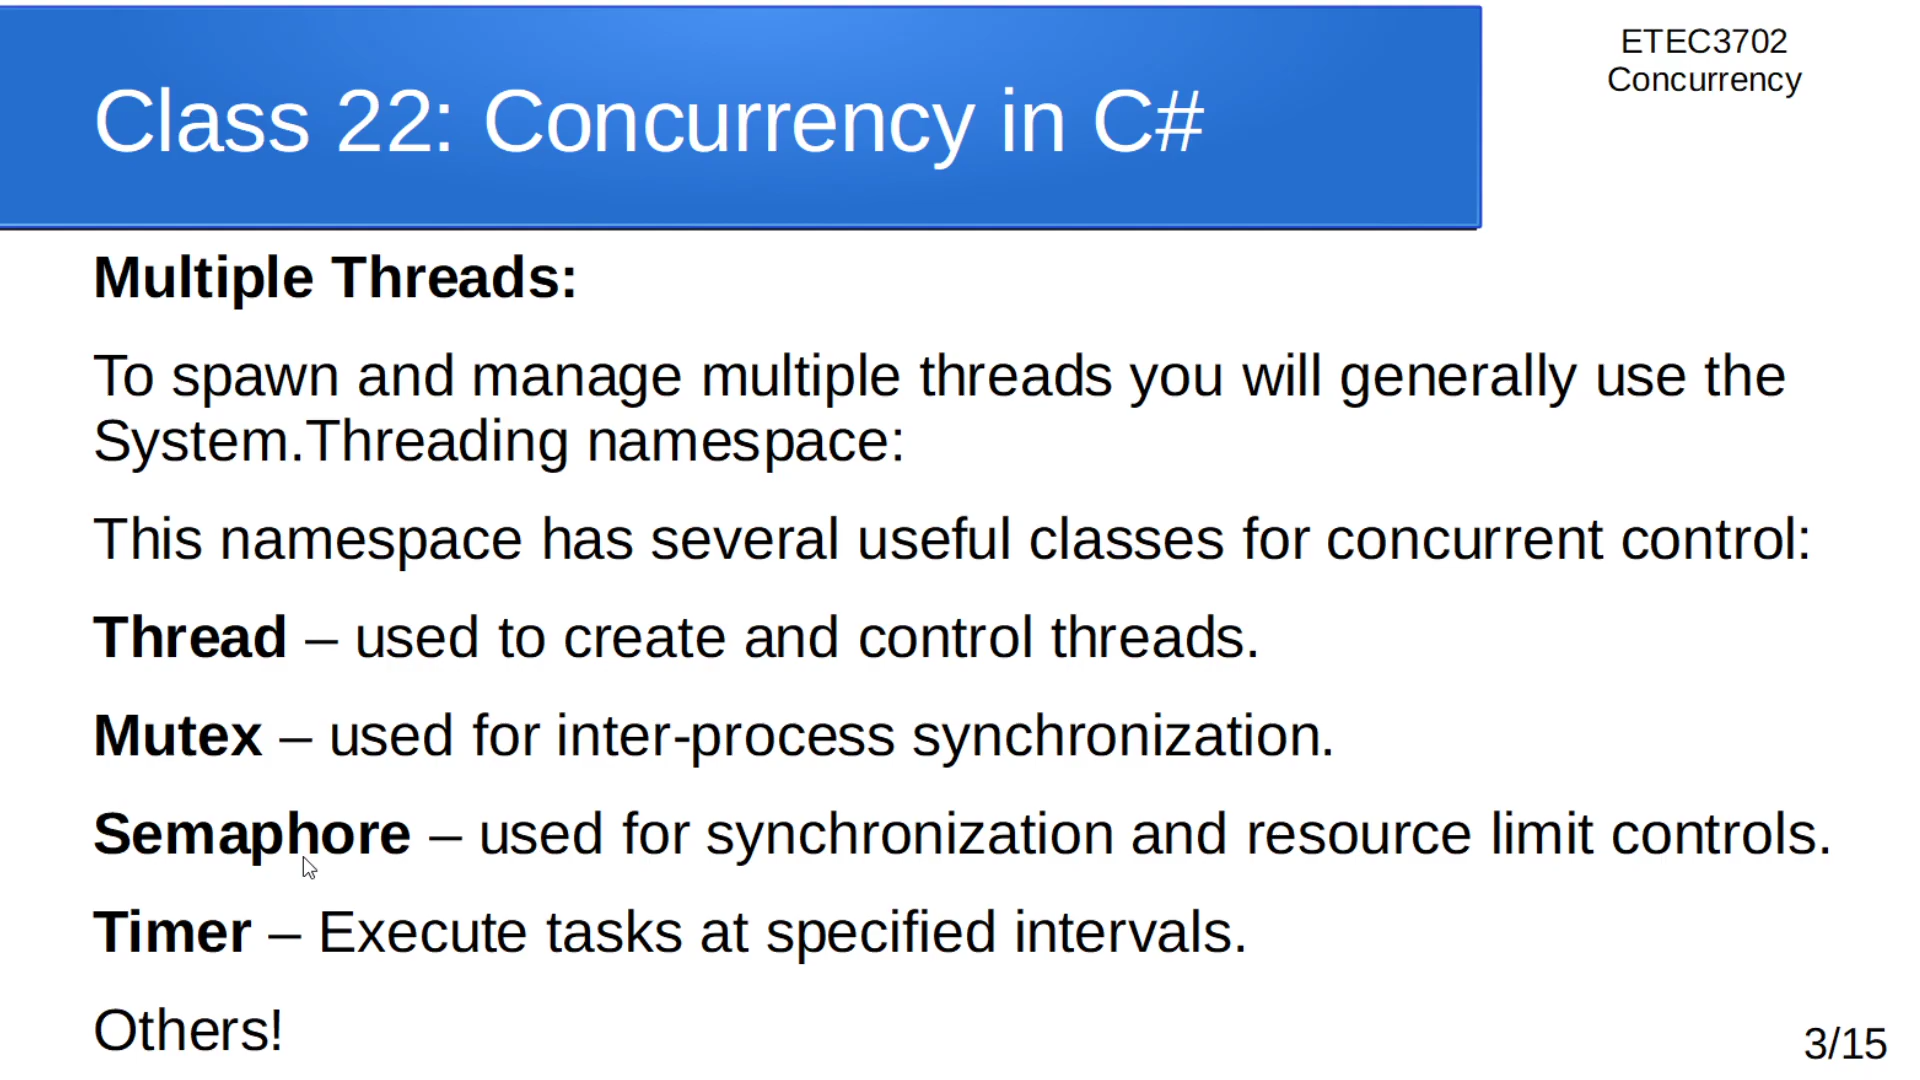 Class 22: Concurrency in C#
ETEC3702
Concurrency
Multiple Threads:
To spawn and manage multiple threads you will generally use the
System.Threading namespace:
This namespace has several useful classes for concurrent control:
Thread – used to create and control threads.
Mutex – used for inter-process synchronization.
Semaphore – used for synchronization and resource limit controls.
Timer – Execute tasks at specified intervals.
Others!
3/15